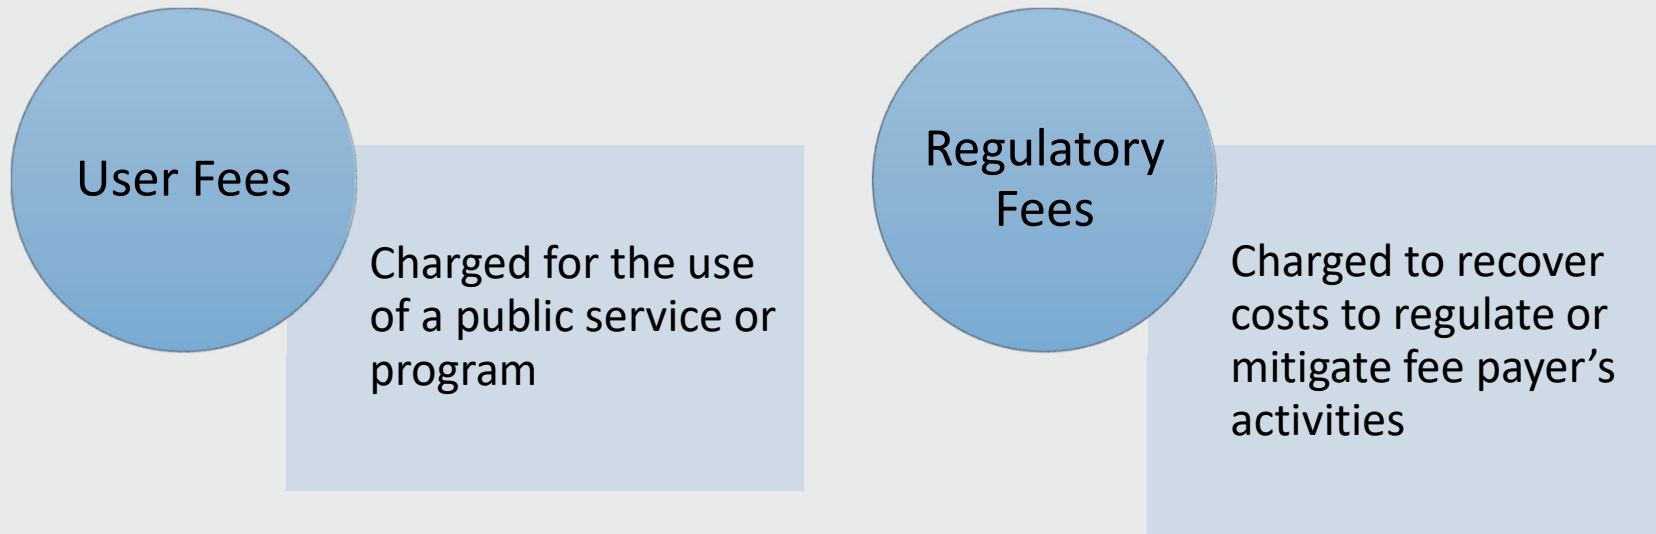 User Fees
Charged for the use
of a public service or
program
Regulatory
Fees
Charged to recover
costs to regulate or
mitigate fee payer’s
activities